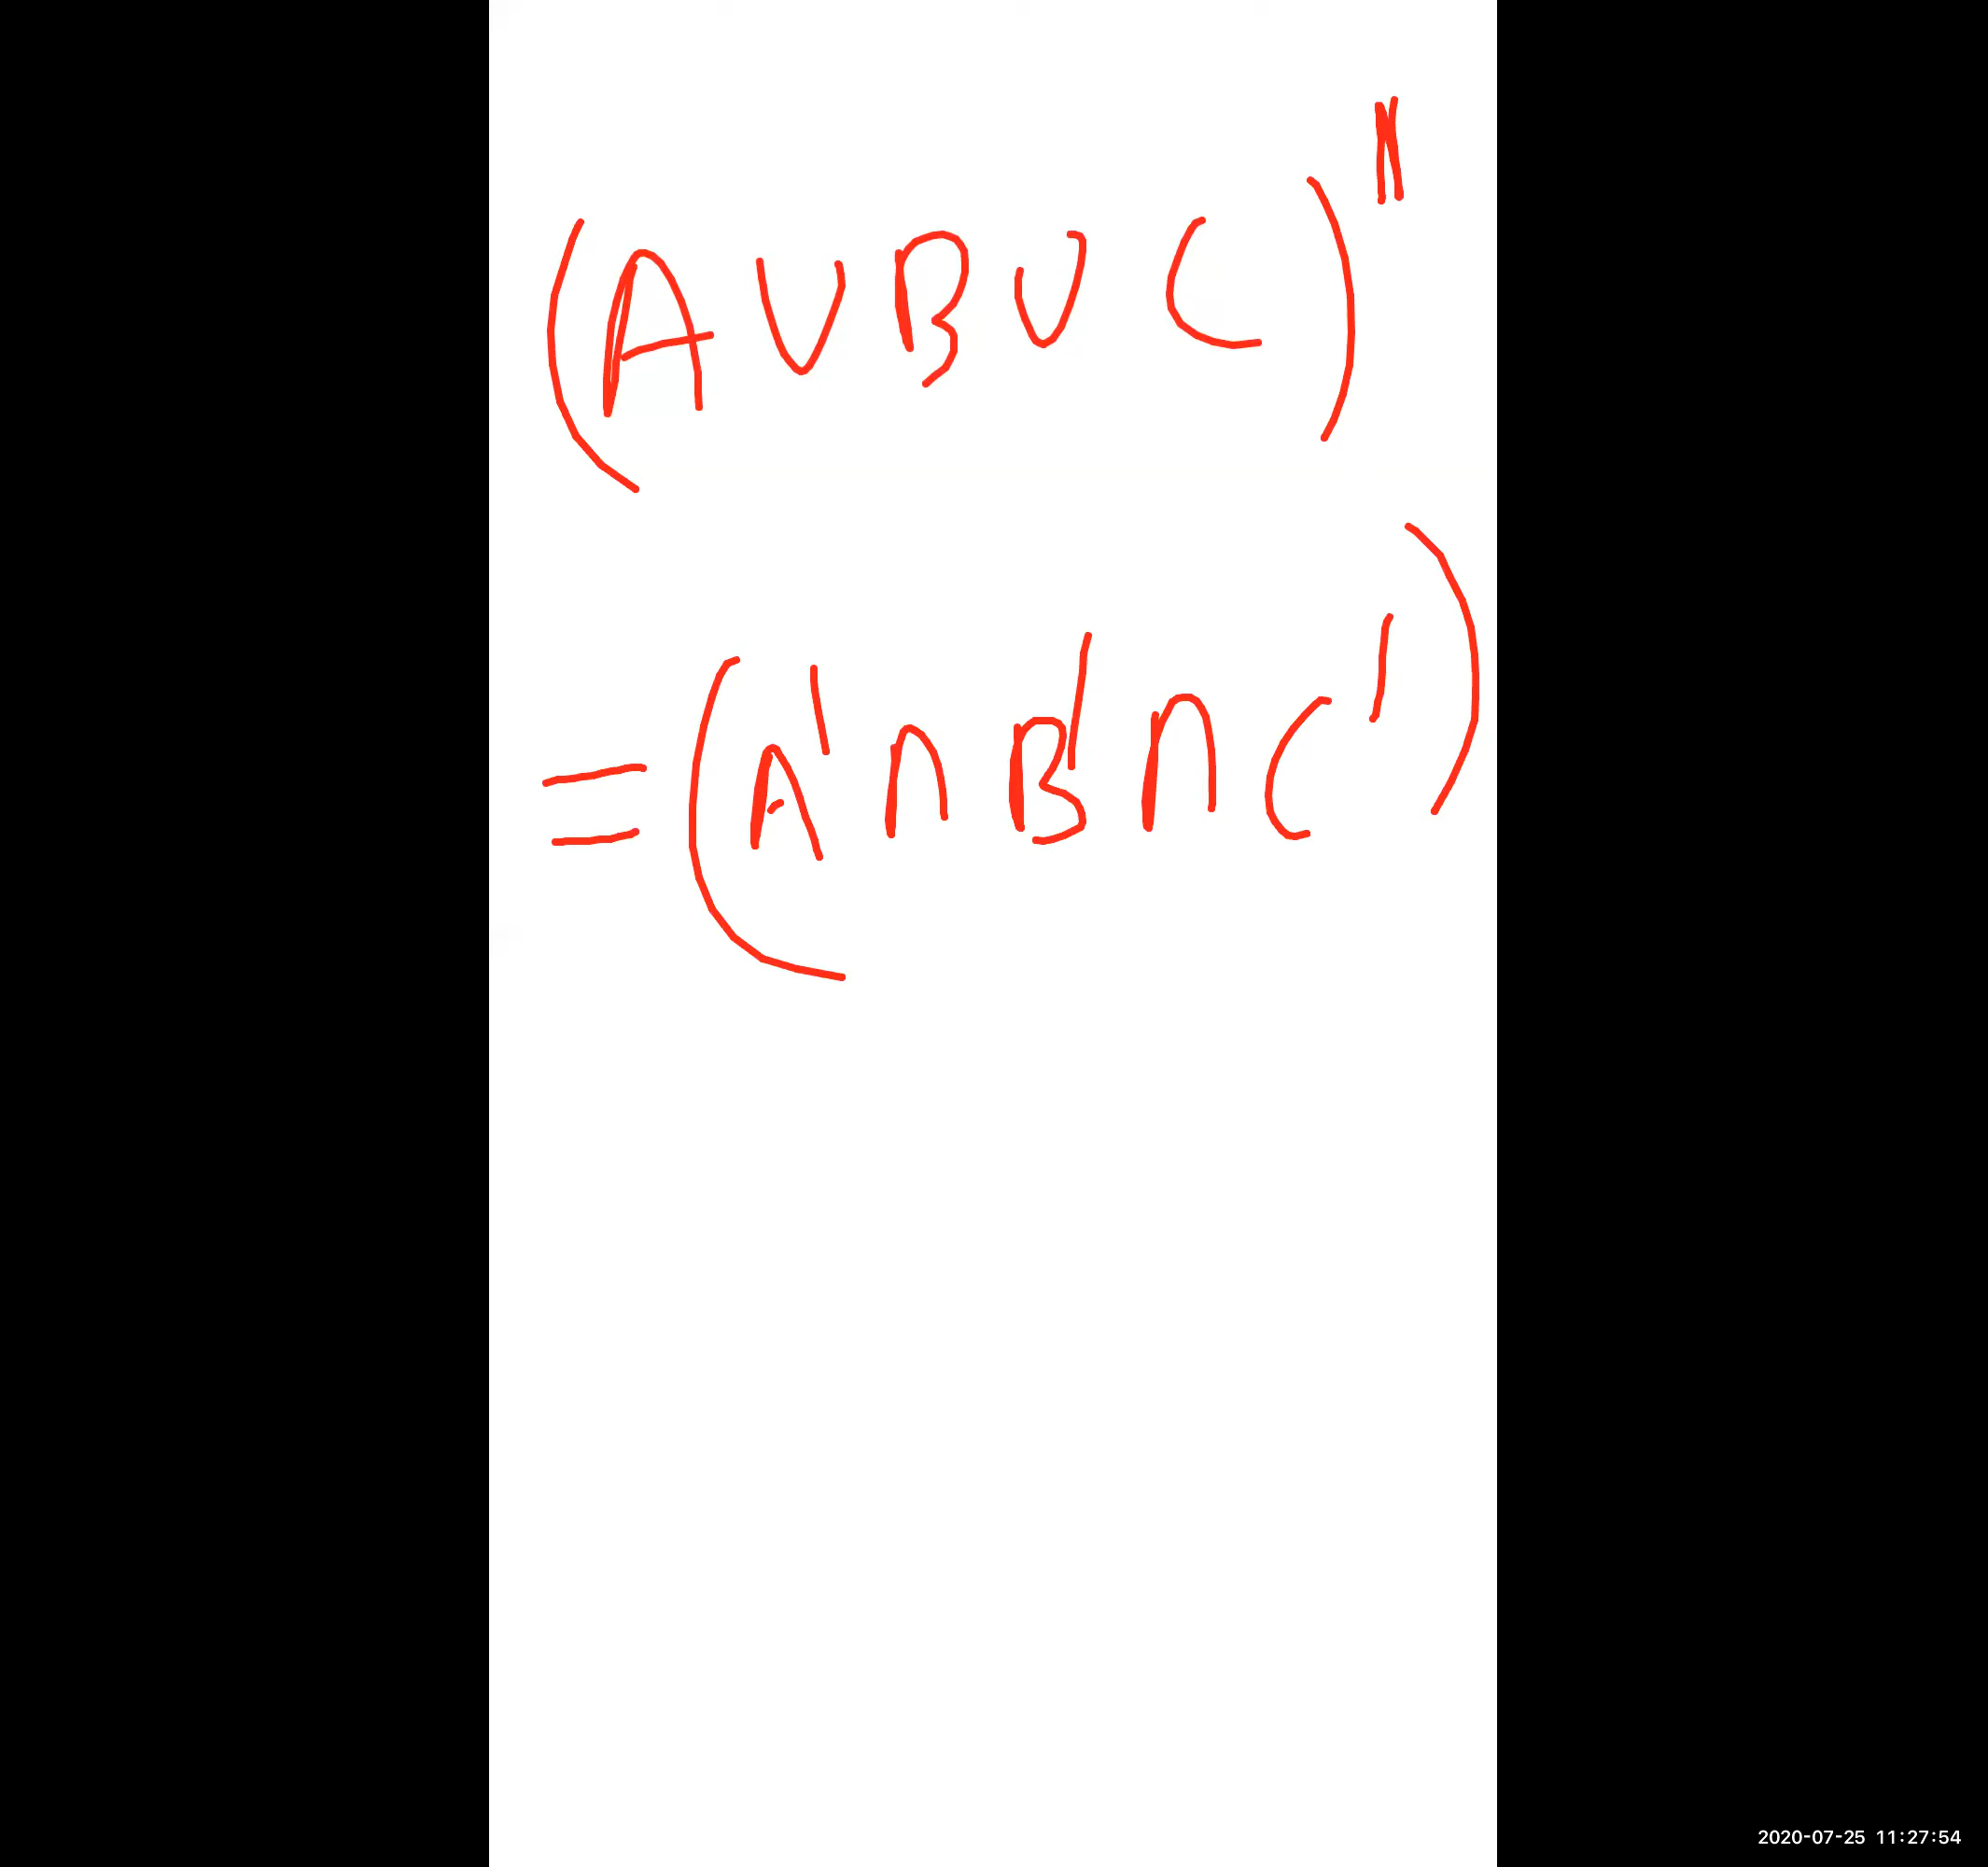 (A ∪ B ∪ C)"
= (A' ∩ B' ∩ C')
2020-07-25 11:27:54